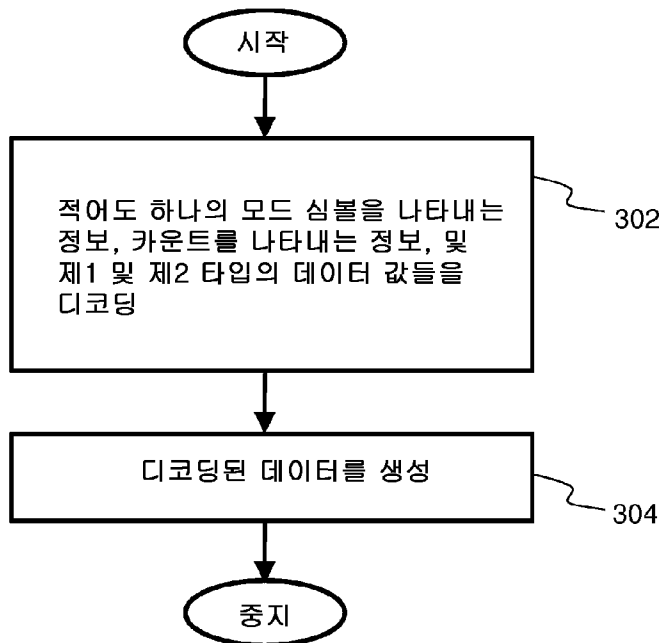 시작
적어도 하나의 모드 심볼을 나타내는
정보, 카운트를 나타내는 정보, 및
제1 및 제2 타입의 데이터 값들을
디코딩
302
디코딩된 데이터를 생성
304
중지